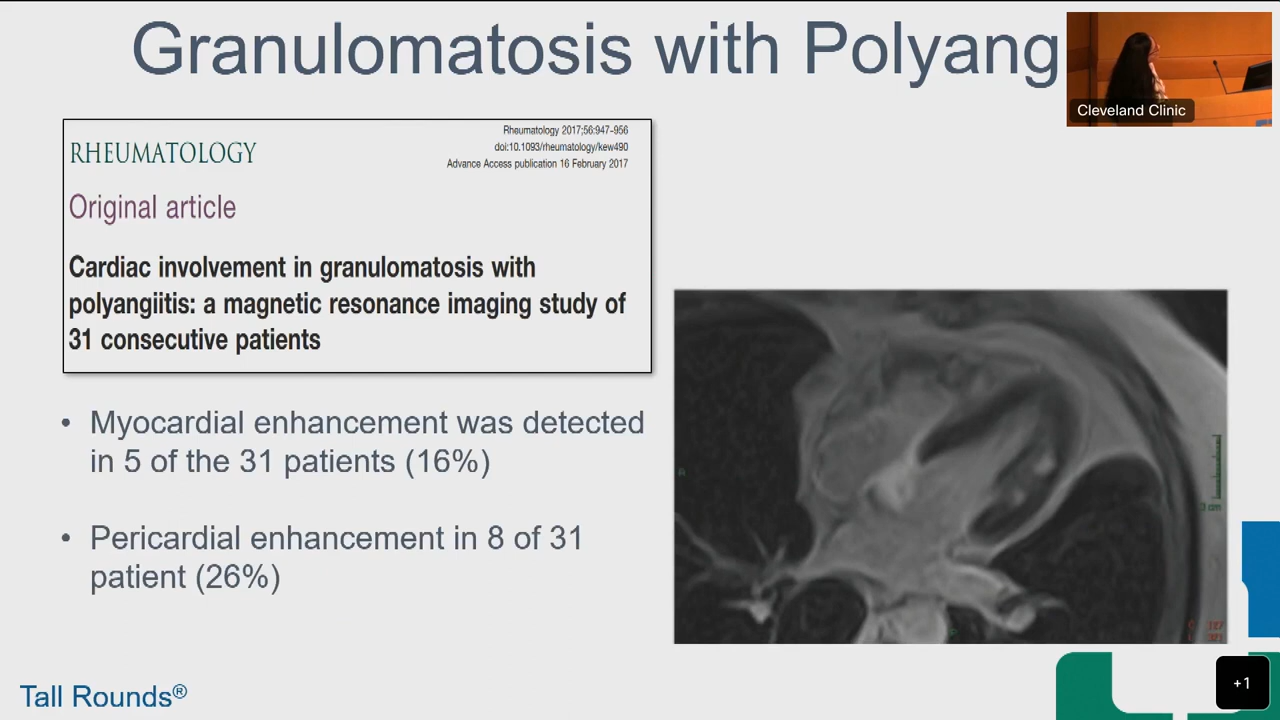 Granulomatosis with Polyang
Cleveland Clinic
RHEUMATOLOGY
Rheumatology 2017;56:947-956
doi:10.1093/rheumatology/kew490
Advance Access publication 16 February 2017
Original article
Cardiac involvement in granulomatosis with
polyangiitis: a magnetic resonance imaging study of
31 consecutive patients
• Myocardial enhancement was detected
in 5 of the 31 patients (16%)
• Pericardial enhancement in 8 of 31
patient (26%)
Tall Rounds®
+1